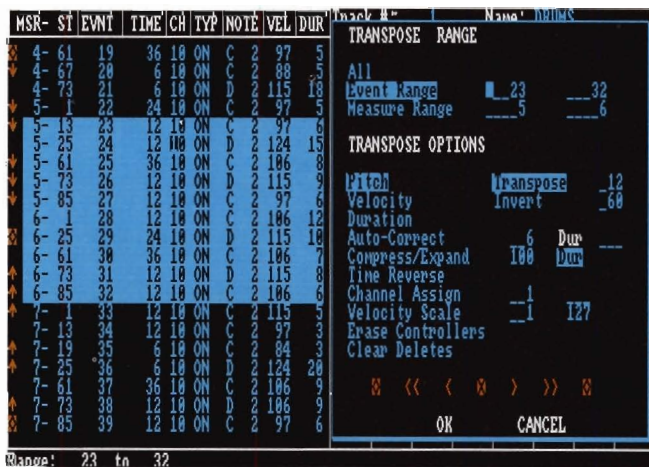 MSR- ST EVNT TIME CH TYP NOTE VEL DUR
4- 61 19 36 10 ON C 2 97 5
4- 67 20 6 10 ON C 2 88 5
4- 73 21 6 10 ON D 2 115 18
5- 1 22 24 10 ON C 2 97 5
5- 13 23 12 10 ON C 2 97 6
5- 25 24 12 10 ON D 2 124 15
5- 61 25 36 10 ON C 2 106 8
5- 73 26 12 10 ON D 2 115 9
5- 85 27 12 10 ON C 2 97 6
6- 1 28 12 10 ON C 2 106 12
6- 25 29 24 10 ON D 2 115 10
6- 61 30 36 10 ON C 2 106 7
6- 73 31 12 10 ON D 2 115 8
6- 85 32 12 10 ON C 2 106 6
7- 1 33 12 10 ON C 2 115 5
7- 13 34 12 10 ON C 2 97 3
7- 19 35 6 10 ON C 2 84 3
7- 25 36 6 10 ON D 2 124 20
7- 61 37 36 10 ON C 2 106 9
7- 73 38 12 10 ON D 2 106 9
7- 85 39 12 10 ON C 2 97 6
Range: 23 to 32
Track # Name: DRUMS
TRANSPOSE RANGE
All
Event Range __23 ___32
Measure Range ____5 ____6
TRANSPOSE OPTIONS
Pitch Transpose _12
Velocity Invert _60
Duration
Auto-Correct __6 Dur ___
Compress/Expand 100 Dur
Time Reverse
Channel Assign __1
Velocity Scale __1 127
Erase Controllers
Clear Deletes
<< < > >>
OK CANCEL